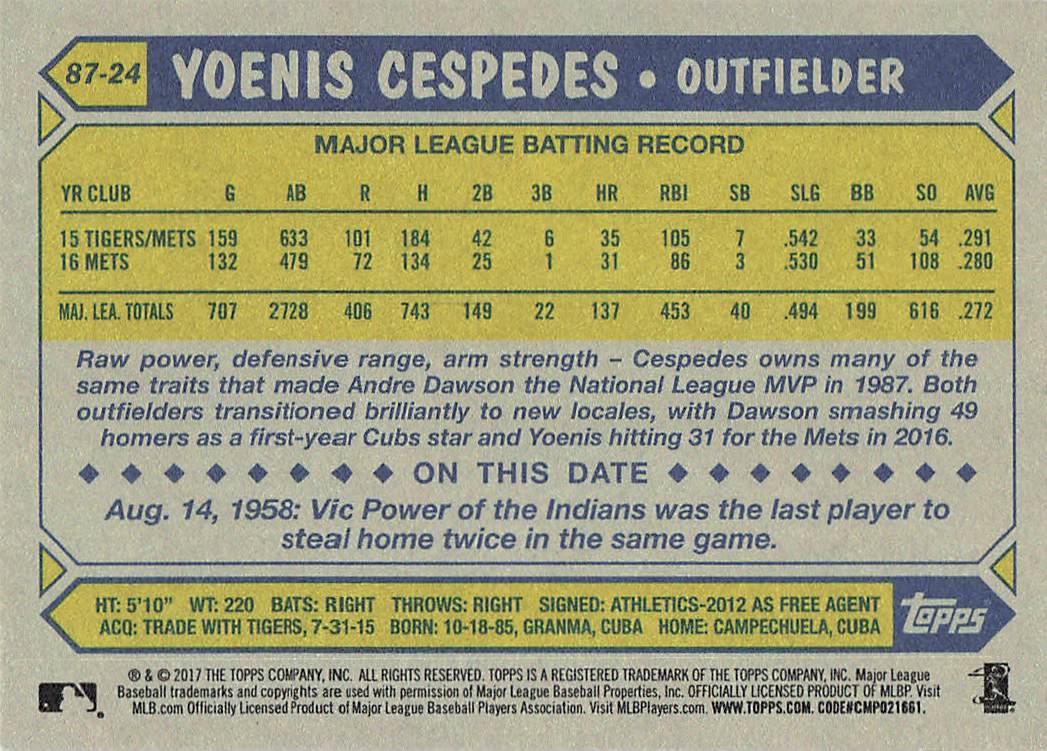 87-24 YOENIS CESPEDES • OUTFIELDER
MAJOR LEAGUE BATTING RECORD
YR CLUB G AB R H 2B 3B HR RBI SB SLG BB SO AVG
15 TIGERS/METS 159 633 101 184 42 6 35 105 7 .542 33 54 .291
16 METS 132 479 72 134 25 1 31 86 3 .530 51 108 .280
MAJ. LEA. TOTALS 707 2728 406 743 149 22 137 453 40 .494 199 616 .272
Raw power, defensive range, arm strength – Cespedes owns many of the
same traits that made Andre Dawson the National League MVP in 1987. Both
outfielders transitioned brilliantly to new locales, with Dawson smashing 49
homers as a first-year Cubs star and Yoenis hitting 31 for the Mets in 2016.
◆ ◆ ◆ ◆ ◆ ◆ ◆ ◆ ON THIS DATE ◆ ◆ ◆ ◆ ◆ ◆ ◆ ◆
Aug. 14, 1958: Vic Power of the Indians was the last player to
steal home twice in the same game.
HT: 5'10" WT: 220 BATS: RIGHT THROWS: RIGHT SIGNED: ATHLETICS-2012 AS FREE AGENT
ACQ: TRADE WITH TIGERS, 7-31-15 BORN: 10-18-85, GRANMA, CUBA HOME: CAMPECHUELA, CUBA
topps
® & © 2017 THE TOPPS COMPANY, INC. ALL RIGHTS RESERVED. TOPPS IS A REGISTERED TRADEMARK OF THE TOPPS COMPANY, INC. Major League
Baseball trademarks and copyrights are used with permission of Major League Baseball Properties, Inc. OFFICIALLY LICENSED PRODUCT OF MLBP. Visit
MLB.com Officially Licensed Product of Major League Baseball Players Association. Visit MLBPlayers.com. WWW.TOPPS.COM. CODE#CMP021661.